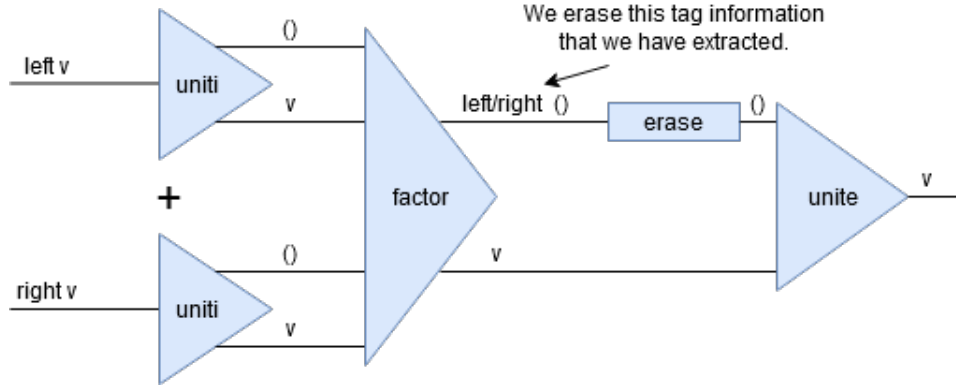 We erase this tag information
that we have extracted.
()
left v
uniti
v
left/right ()
erase
()
+
factor
unite
v
()
v
right v
uniti
v